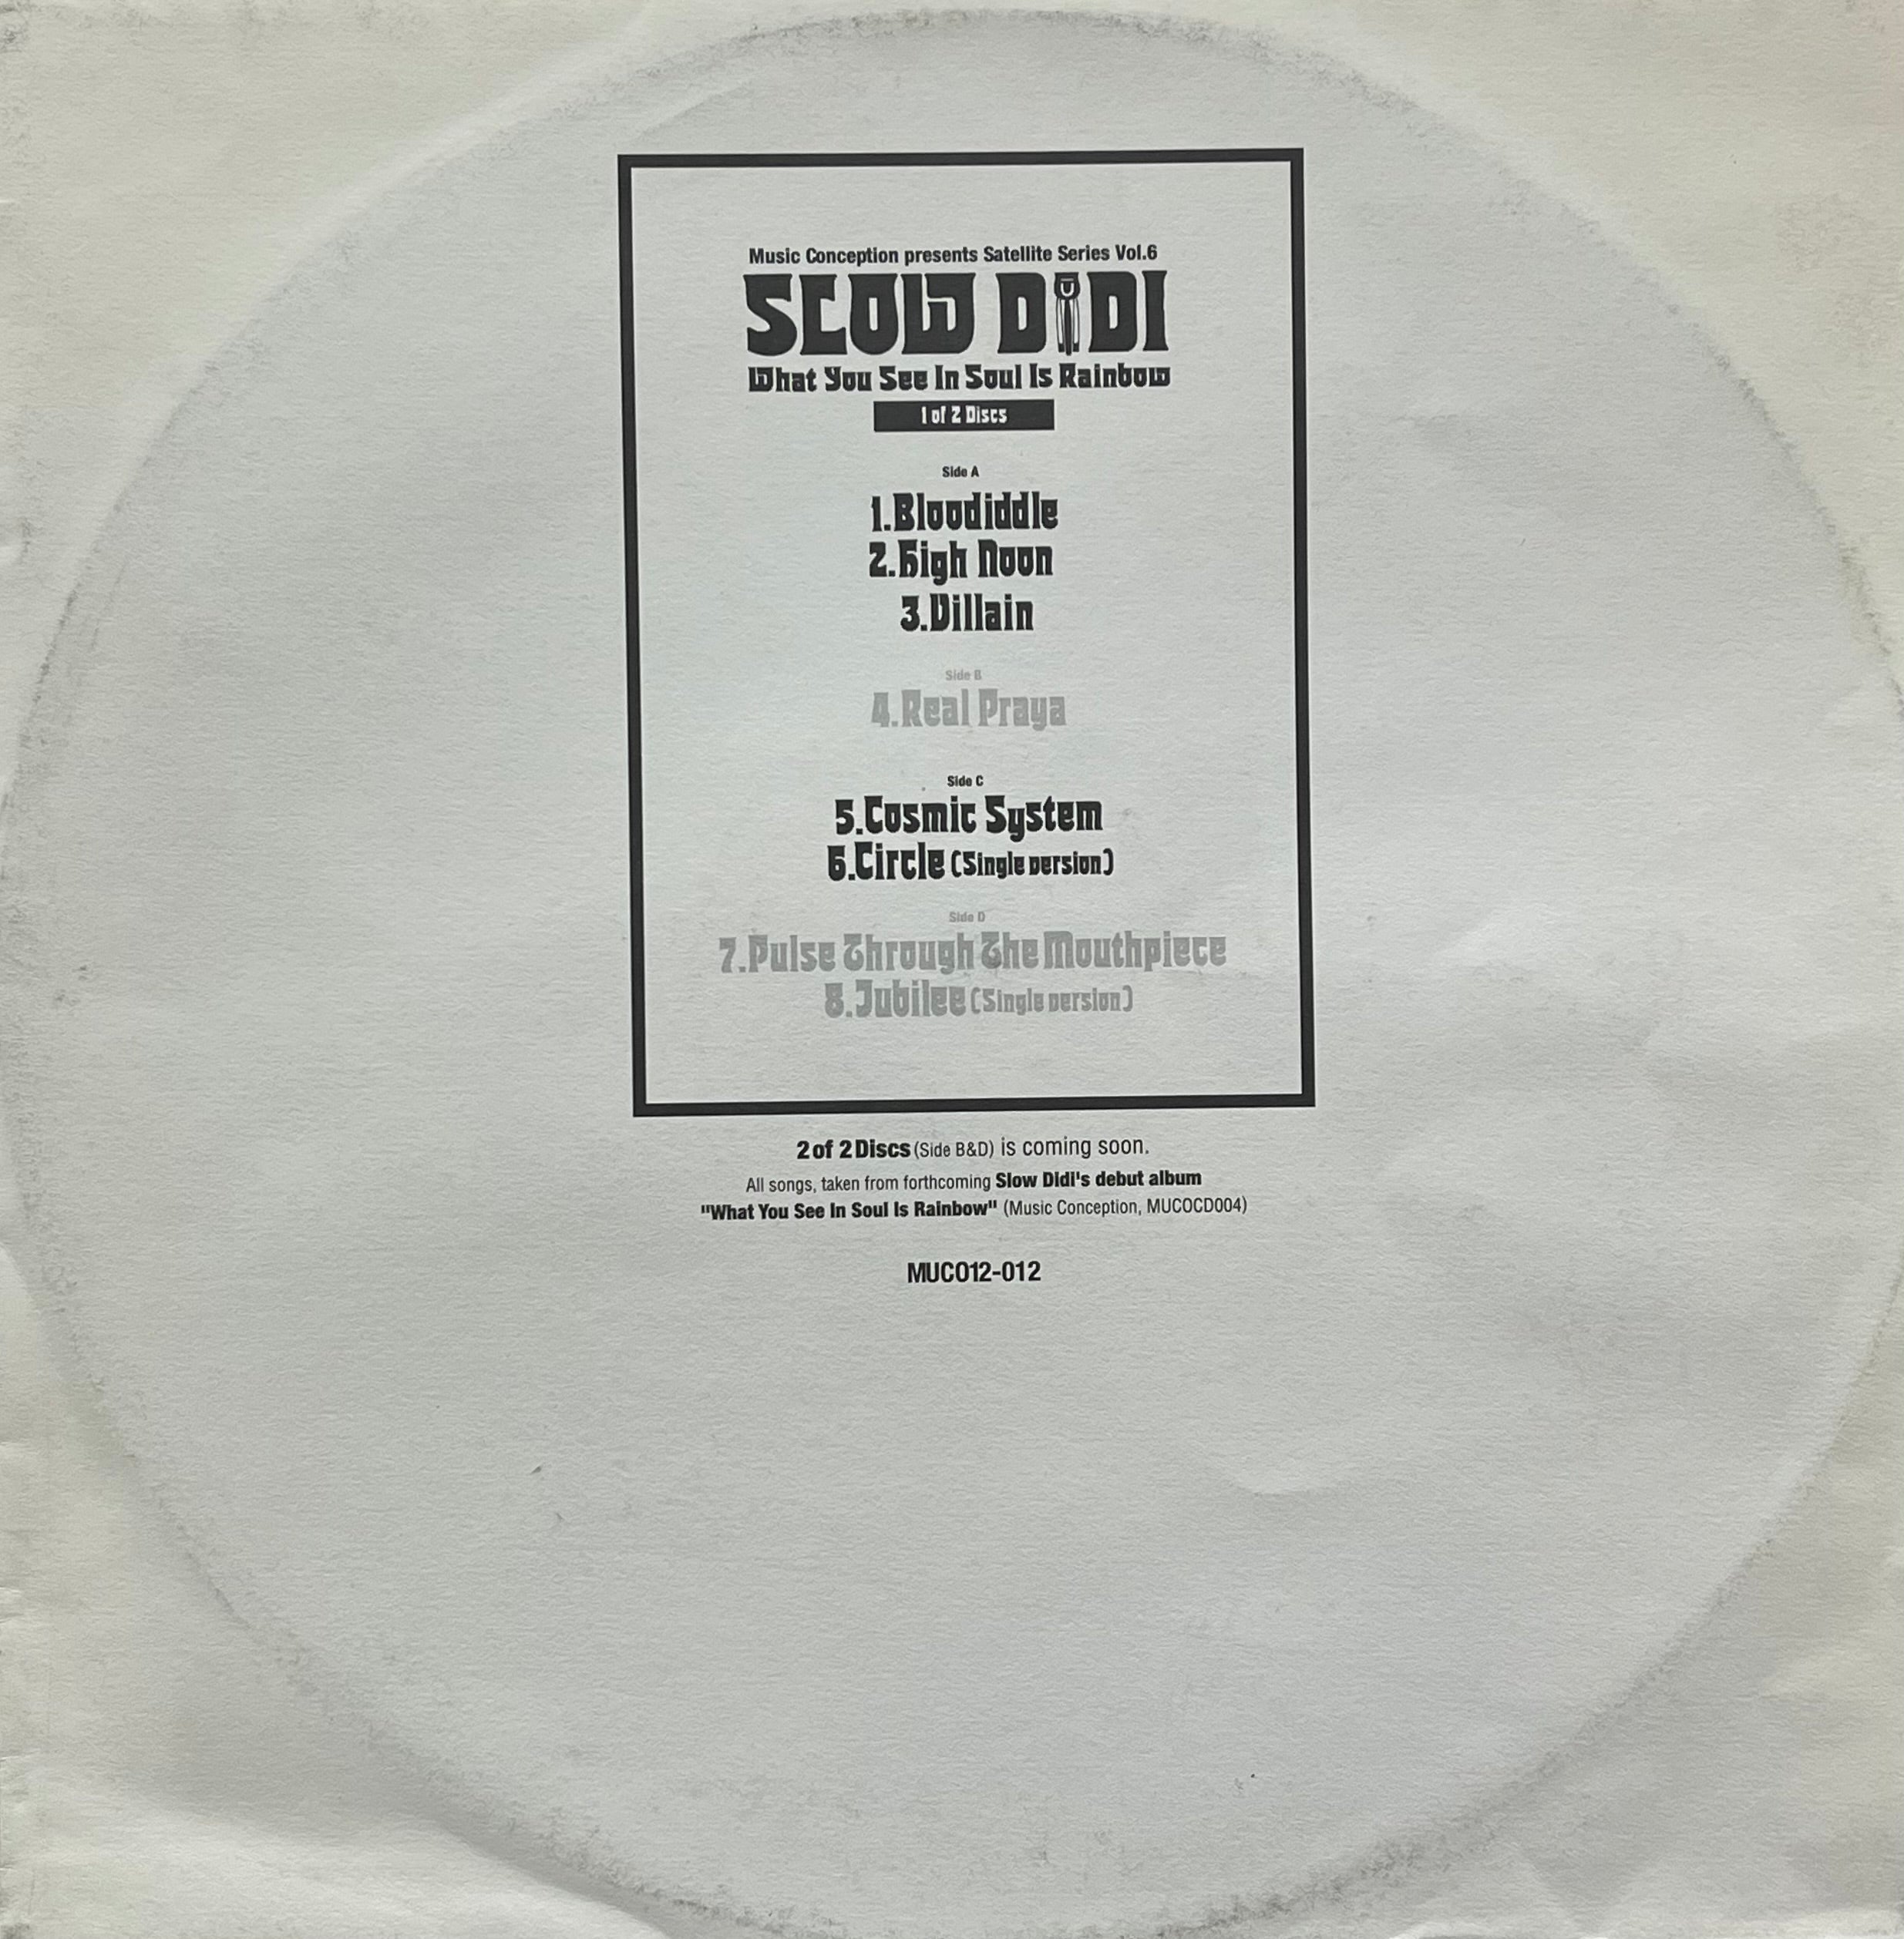 Music Conception presents Satellite Series Vol.6
SLOW DiDI
What You See In Soul Is Rainbow
1 of 2 Discs
Side A
1.Bloodiddle
2.High Noon
3.Villain
Side B
4.Real Praya
Side C
5.Cosmic System
6.Circle (Single version)
Side D
7.Pulse Through The Mouthpiece
8.Jubilee (Single version)
2 of 2 Discs (Side B&D) is coming soon.
All songs, taken from forthcoming Slow Didi's debut album
"What You See In Soul Is Rainbow" (Music Conception, MUCOCD004)
MUCO12-012